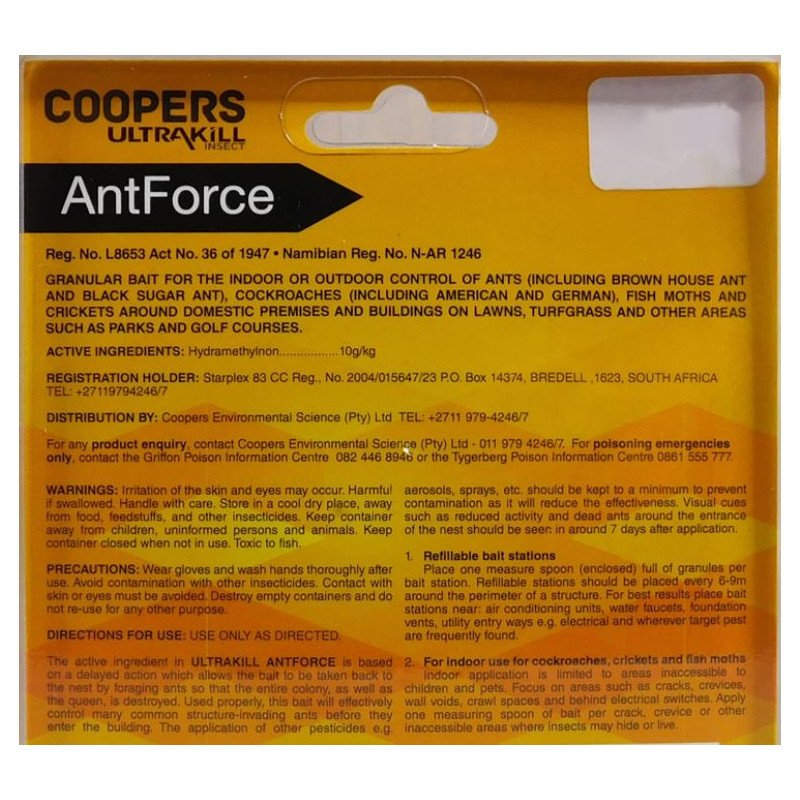 COOPERS
ULTRAKILL
INSECT
AntForce
Reg. No. L8653 Act No. 36 of 1947 • Namibian Reg. No. N-AR 1246
GRANULAR BAIT FOR THE INDOOR OR OUTDOOR CONTROL OF ANTS (INCLUDING BROWN HOUSE ANT
AND BLACK SUGAR ANT), COCKROACHES (INCLUDING AMERICAN AND GERMAN), FISH MOTHS AND
CRICKETS AROUND DOMESTIC PREMISES AND BUILDINGS ON LAWNS, TURFGRASS AND OTHER AREAS
SUCH AS PARKS AND GOLF COURSES.
ACTIVE INGREDIENTS: Hydramethylnon.................10g/kg
REGISTRATION HOLDER: Starplex 83 CC Reg., No. 2004/015647/23 P.O. Box 14374, BREDELL ,1623, SOUTH AFRICA
TEL: +27119794246/7
DISTRIBUTION BY: Coopers Environmental Science (Pty) Ltd TEL: +2711 979-4246/7
For any product enquiry, contact Coopers Environmental Science (Pty) Ltd - 011 979 4246/7. For poisoning emergencies
only, contact the Griffon Poison Information Centre 082 446 8946 or the Tygerberg Poison Information Centre 0861 555 777.
WARNINGS: Irritation of the skin and eyes may occur. Harmful
if swallowed. Handle with care. Store in a cool dry place, away
from food, feedstuffs, and other insecticides. Keep container
away from children, uninformed persons and animals. Keep
container closed when not in use. Toxic to fish.
PRECAUTIONS: Wear gloves and wash hands thoroughly after
use. Avoid contamination with other insecticides. Contact with
skin or eyes must be avoided. Destroy empty containers and do
not re-use for any other purpose.
DIRECTIONS FOR USE: USE ONLY AS DIRECTED.
The active ingredient in ULTRAKILL ANTFORCE is based
on a delayed action which allows the bait to be taken back to
the nest by foraging ants so that the entire colony, as well as
the queen, is destroyed. Used properly, this bait will effectively
control many common structure-invading ants before they
enter the building. The application of other pesticides e.g.
aerosols, sprays, etc. should be kept to a minimum to prevent
contamination as it will reduce the effectiveness. Visual cues
such as reduced activity and dead ants around the entrance
of the nest should be seen in around 7 days after application.
1. Refillable bait stations
Place one measure spoon (enclosed) full of granules per
bait station. Refillable stations should be placed every 6-9m
around the perimeter of a structure. For best results place bait
stations near: air conditioning units, water faucets, foundation
vents, utility entry ways e.g. electrical and wherever target pest
are frequently found.
2. For indoor use for cockroaches, crickets and fish moths
Indoor application is limited to areas inaccessible to
children and pets. Focus on areas such as cracks, crevices,
wall voids, crawl spaces and behind electrical switches. Apply
one measuring spoon of bait per crack, crevice or other
inaccessible areas where insects may hide or live.